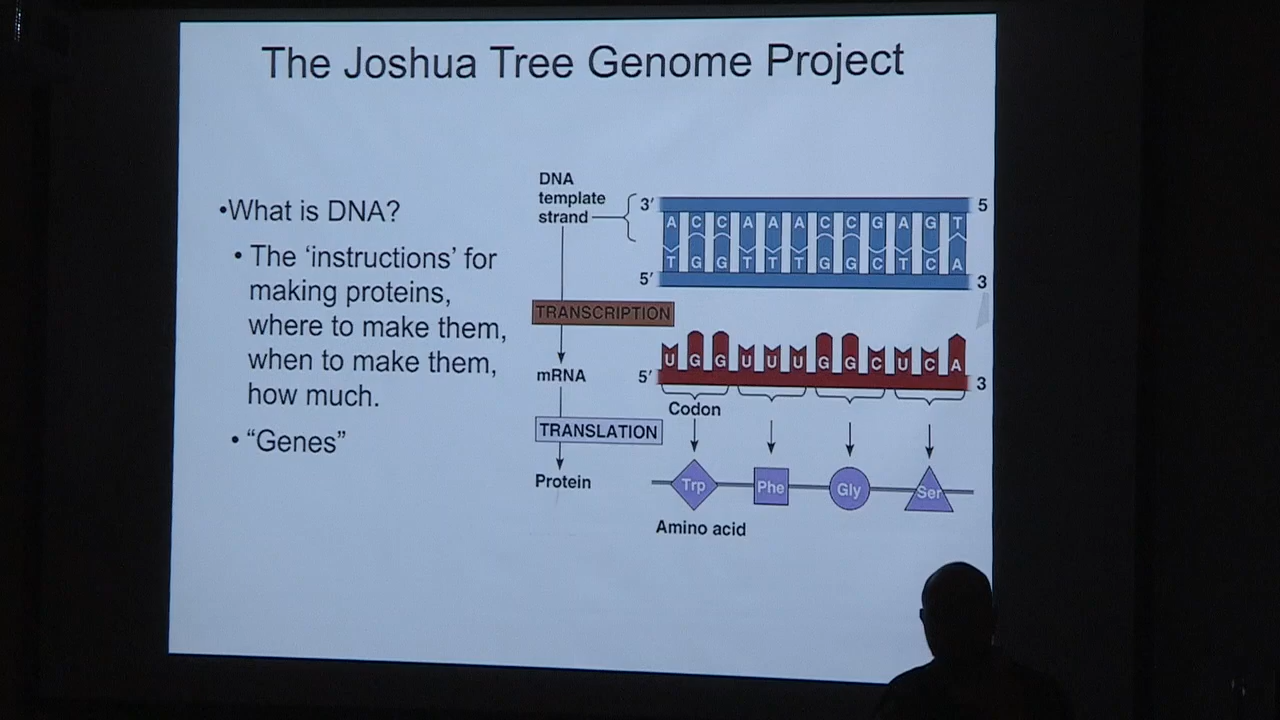 The Joshua Tree Genome Project
•What is DNA?
• The ‘instructions’ for
making proteins,
where to make them,
when to make them,
how much.
• “Genes”
DNA
template
strand
3′
5
A C C A A A C C G A G T
T G G T T T G G C T C A
5′
3
TRANSCRIPTION
U G G U U U G G C U C A
mRNA
5′
3
Codon
TRANSLATION
Protein
Trp Phe Gly Ser
Amino acid